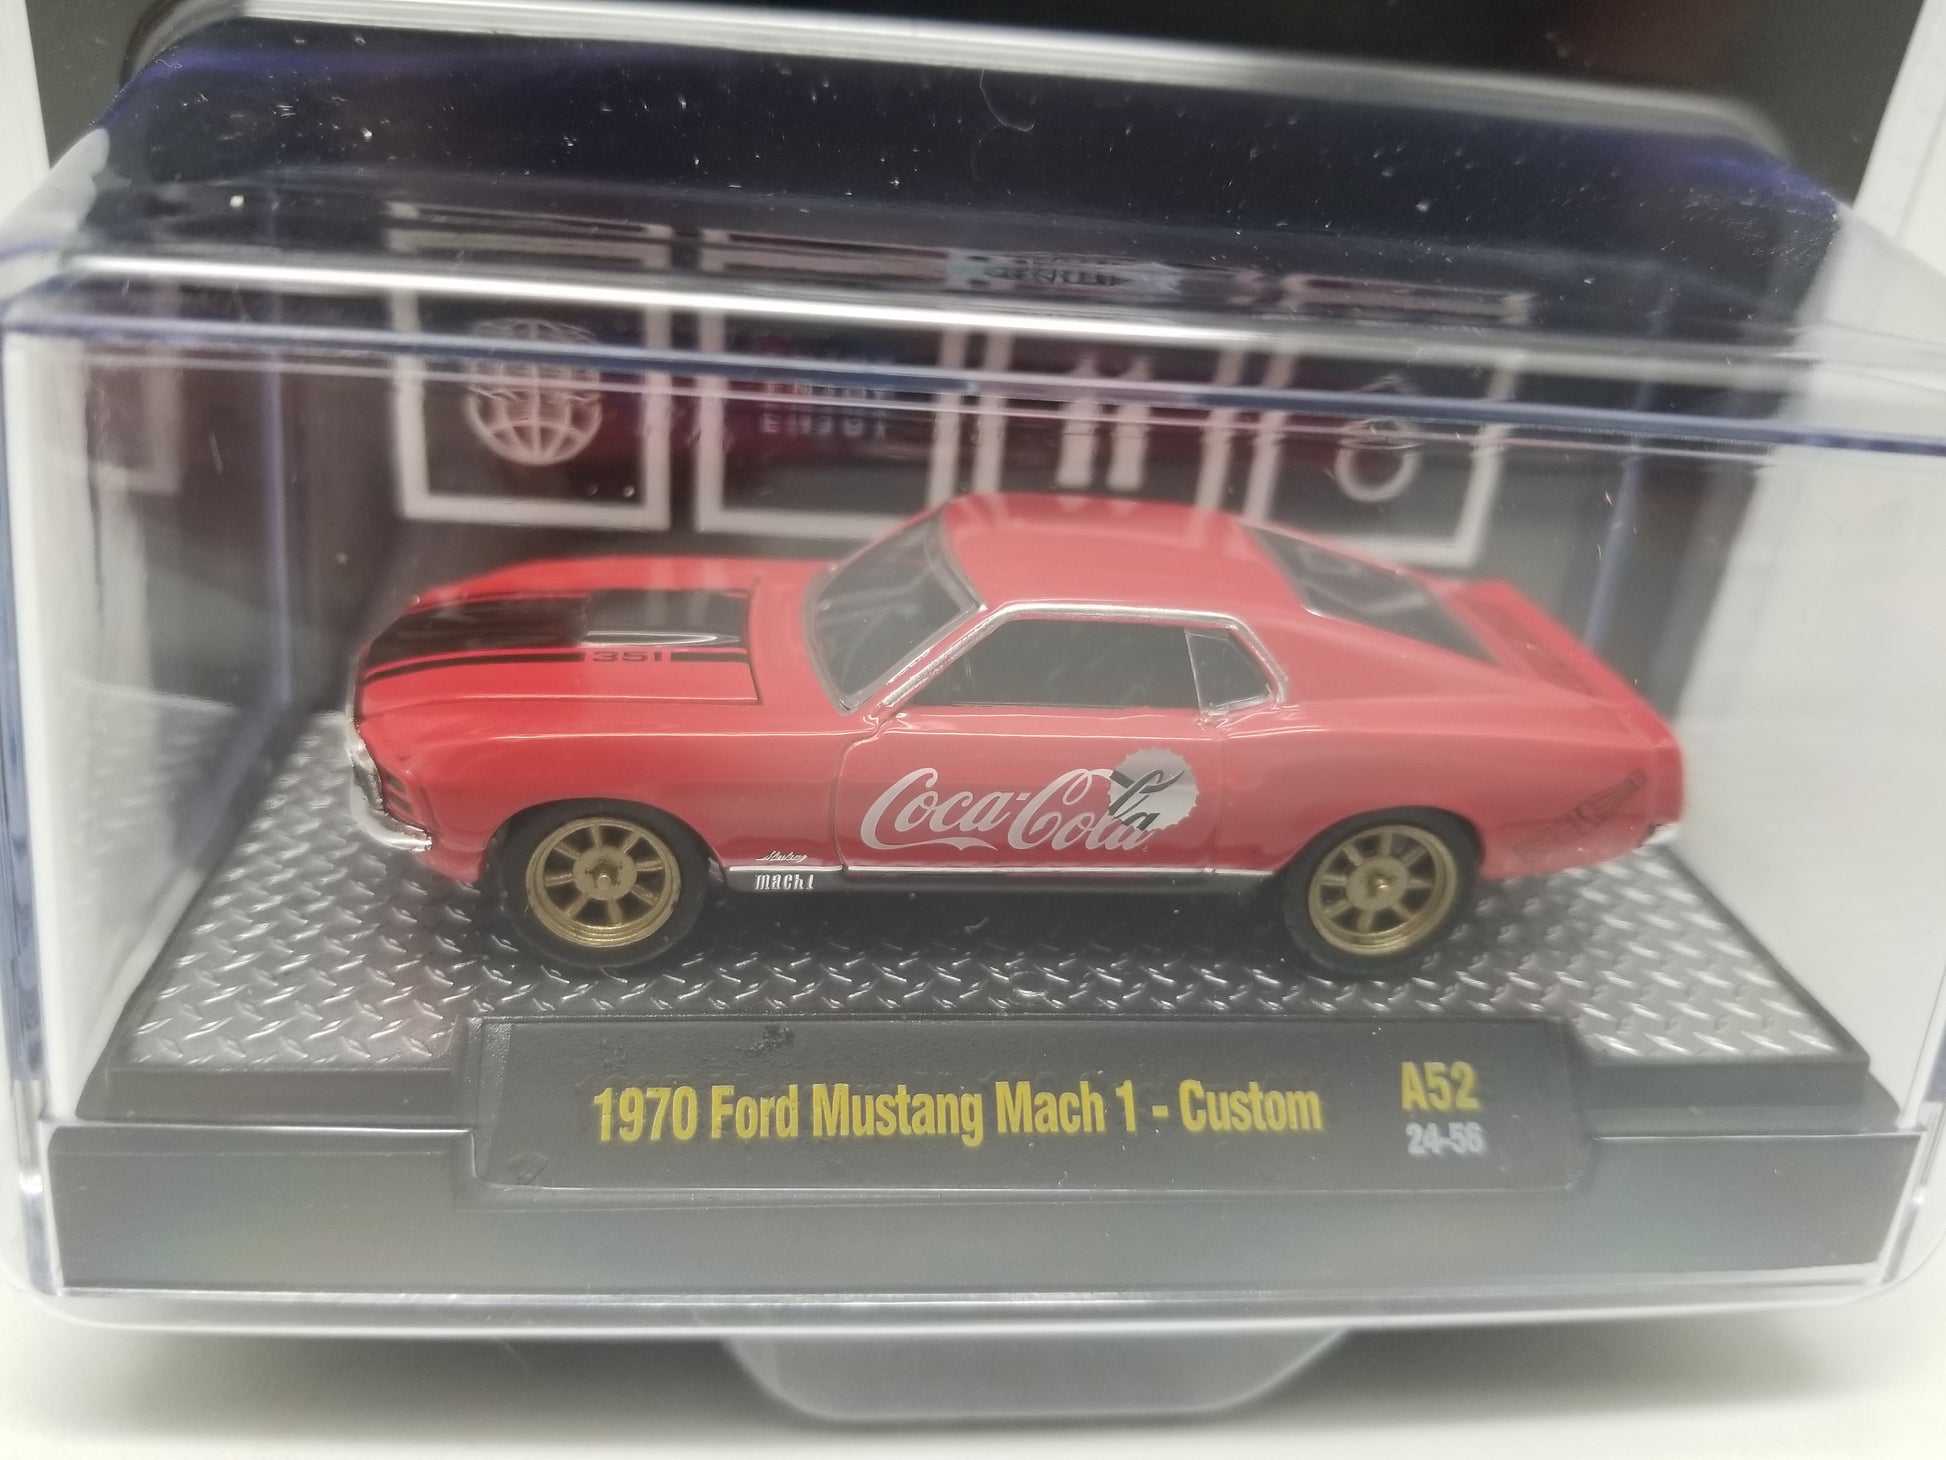 351
Coca-Cola
Mustang
mach 1
1970 Ford Mustang Mach 1 - Custom
A52
24-56